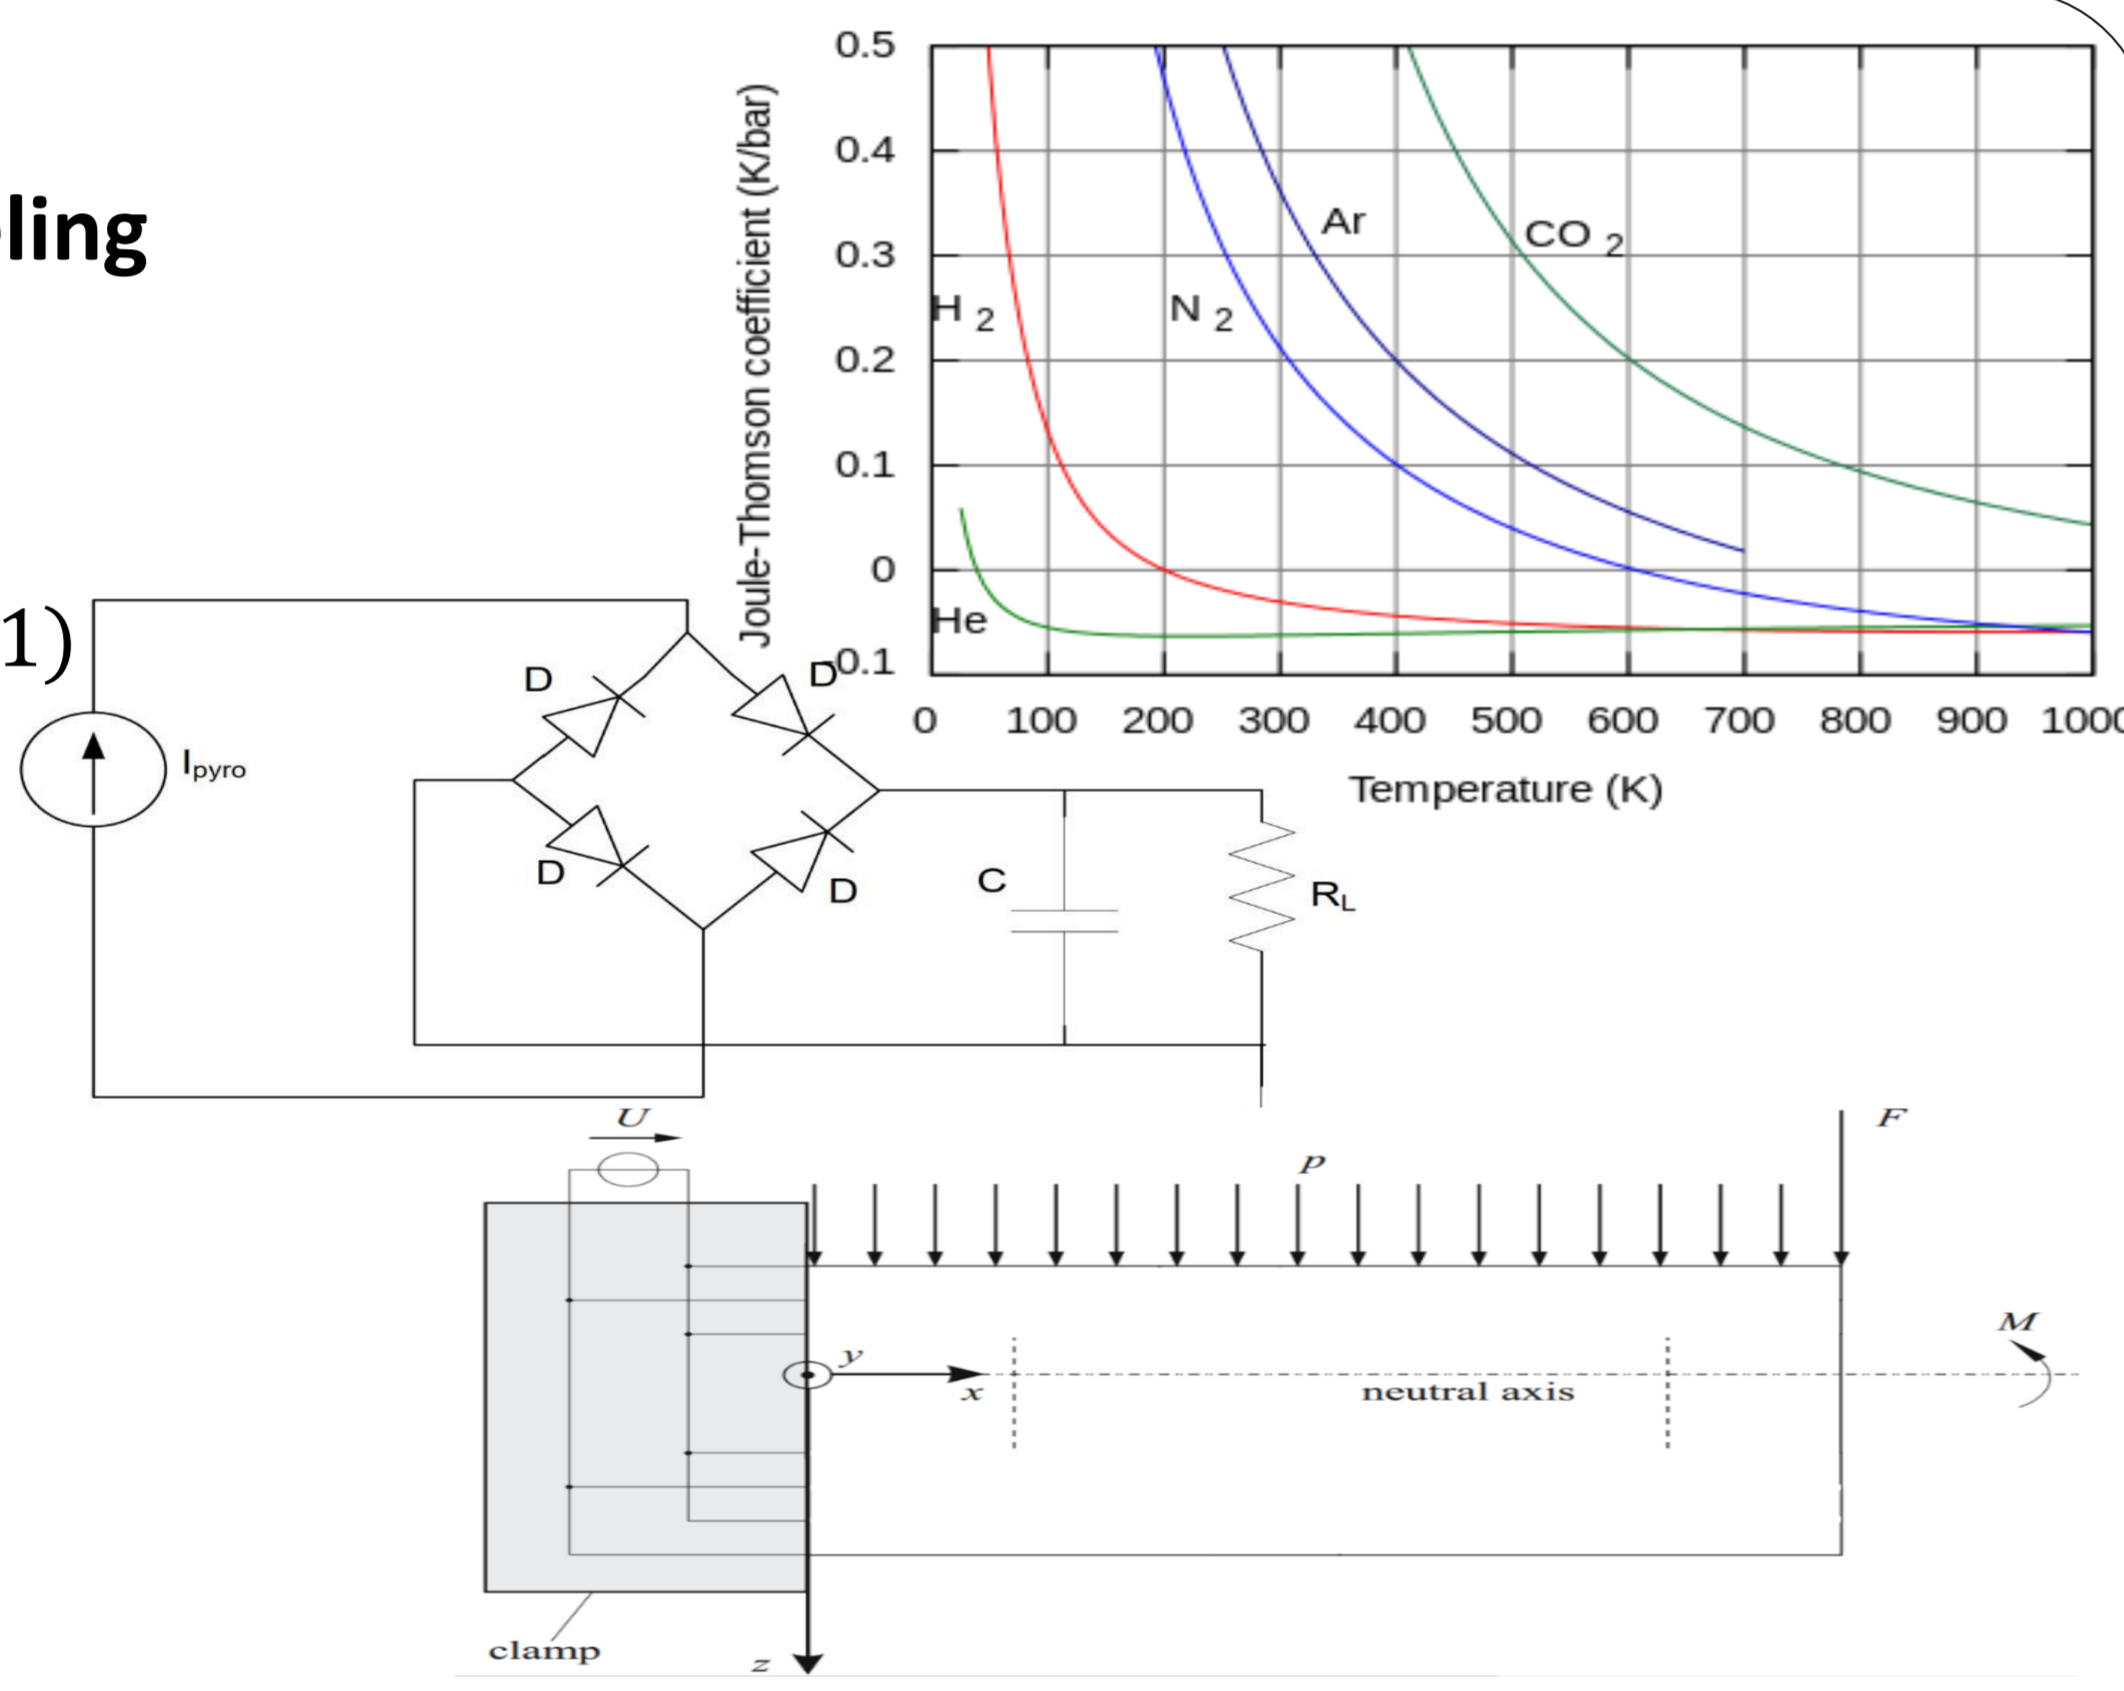 ling
1)
Joule-Thomson coefficient (K/bar)
0.5
0.4
0.3
0.2
0.1
0
-0.1
H 2
N 2
Ar
CO 2
He
0 100 200 300 400 500 600 700 800 900 1000
Temperature (K)
I pyro
D
D
D
D
C
RL
U
p
F
y
x
neutral axis
M
clamp
z